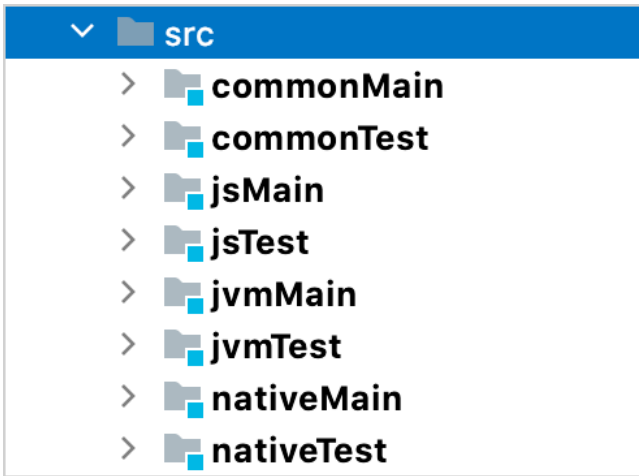 src
commonMain
commonTest
jsMain
jsTest
jvmMain
jvmTest
nativeMain
nativeTest